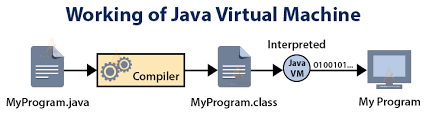 Working of Java Virtual Machine
Interpreted
Compiler
Java
VM
0100101...
MyProgram.java
MyProgram.class
My Program